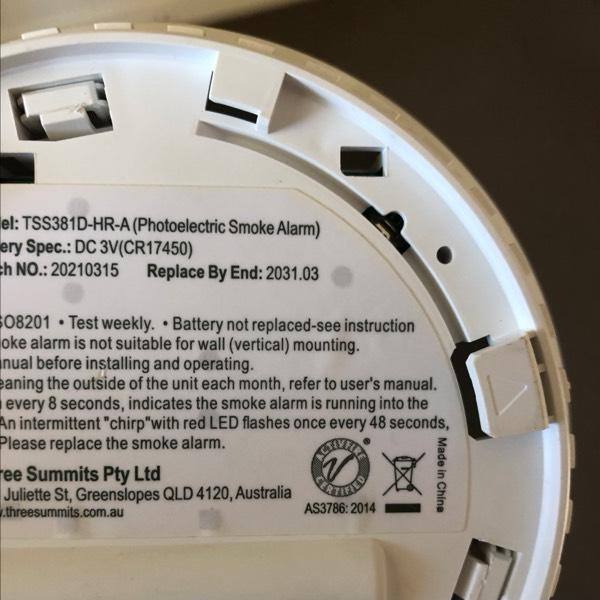 el: TSS381D-HR-A (Photoelectric Smoke Alarm)
ery Spec.: DC 3V(CR17450)
ch NO.: 20210315 Replace By End: 2031.03
SO8201 • Test weekly. • Battery not replaced-see instruction
oke alarm is not suitable for wall (vertical) mounting.
nual before installing and operating.
eaning the outside of the unit each month, refer to user's manual.
every 8 seconds, indicates the smoke alarm is running into the
An intermittent "chirp"with red LED flashes once every 48 seconds,
Please replace the smoke alarm.
ree Summits Pty Ltd
Juliette St, Greenslopes QLD 4120, Australia
.threesummits.com.au
ACTIVFIRE
CERTIFIED
®
AS3786: 2014
Made in China